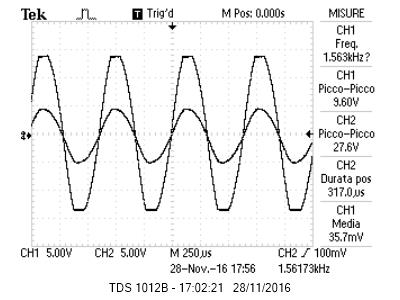 Tek T Trig'd M Pos: 0.000s MISURE
CH1
Freq.
1.563kHz?
CH1
Picco-Picco
9.60V
CH2
Picco-Picco
27.6V
CH2
Durata pos
317.0µs
CH1
Media
35.7mV
CH1 5.00V CH2 5.00V M 250µs CH2 / 100mV
28-Nov.-16 17:56 1.56173kHz
TDS 1012B - 17:02:21 28/11/2016